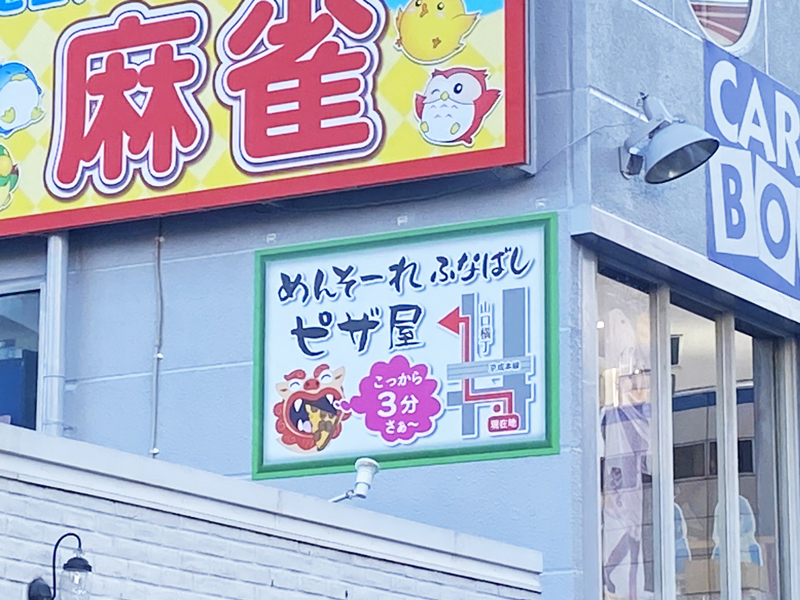 麻雀
CAR
BO
めんそーれ ふなばし
ピザ屋
山口横丁
京成本線
こっから
3分
さぁ〜
現在地